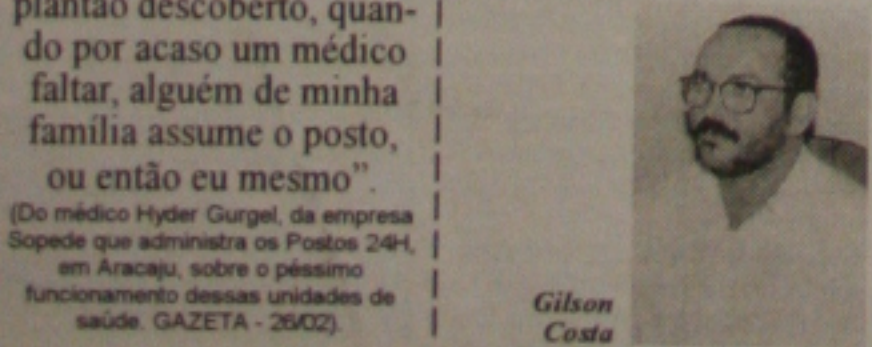 plantão descoberto, quan-
do por acaso um médico
faltar, alguém de minha
família assume o posto,
ou então eu mesmo”.
(Do médico Hyder Gurgel, da empresa
Sopede que administra os Postos 24H,
em Aracaju, sobre o péssimo
funcionamento dessas unidades de
saúde. GAZETA - 26/02).
Gilson
Costa